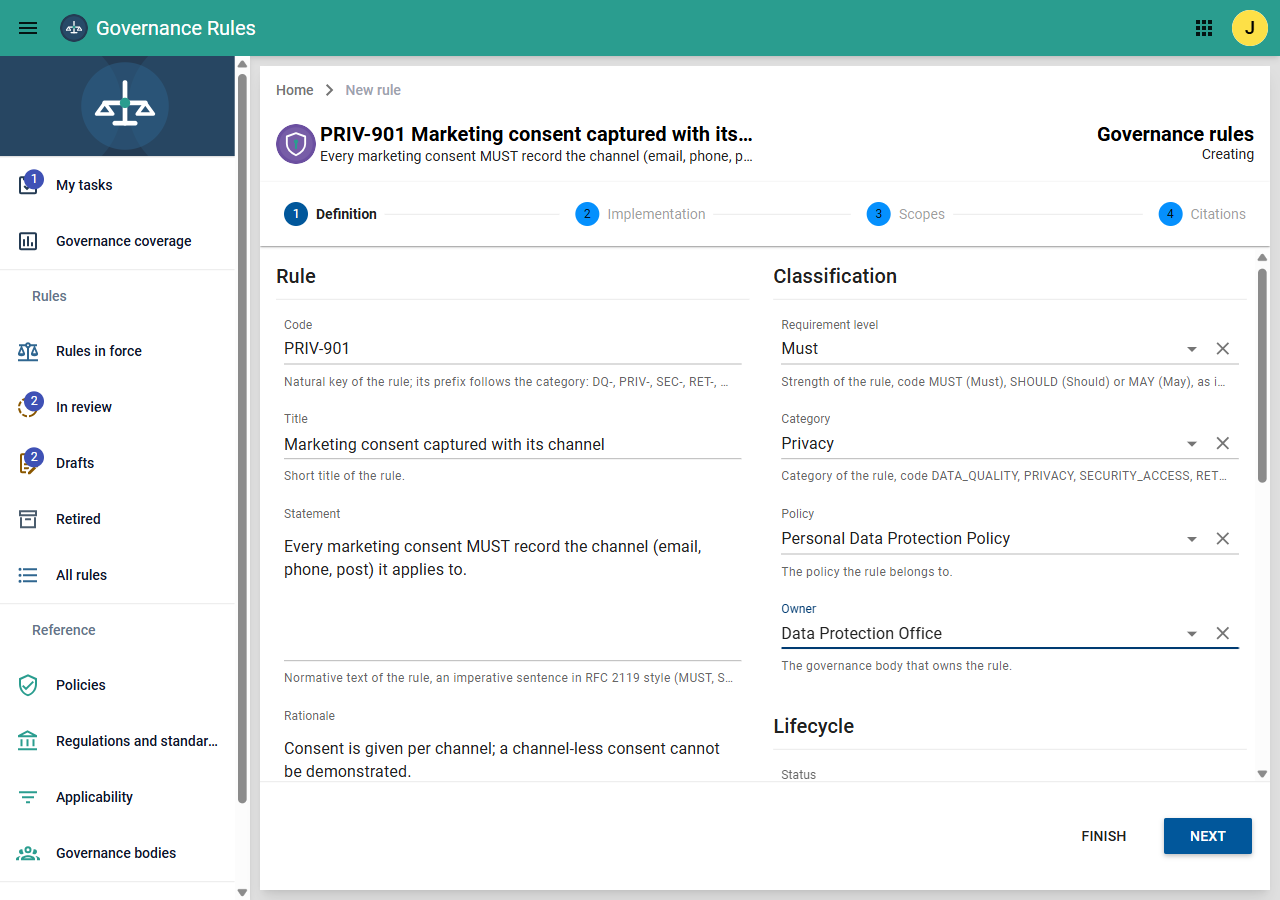 Governance Rules
J
1
My tasks
Governance coverage
Rules
Rules in force
2
In review
2
Drafts
Retired
All rules
Reference
Policies
Regulations and standar...
Applicability
Governance bodies
Home
New rule
PRIV-901 Marketing consent captured with its...
Every marketing consent MUST record the channel (email, phone, p...
Governance rules
Creating
1 Definition
2 Implementation
3 Scopes
4 Citations
Rule
Code
PRIV-901
Natural key of the rule; its prefix follows the category: DQ-, PRIV-, SEC-, RET-, ...
Title
Marketing consent captured with its channel
Short title of the rule.
Statement
Every marketing consent MUST record the channel (email,
phone, post) it applies to.
Normative text of the rule, an imperative sentence in RFC 2119 style (MUST, S...
Rationale
Consent is given per channel; a channel-less consent cannot
be demonstrated.
Classification
Requirement level
Must
Strength of the rule, code MUST (Must), SHOULD (Should) or MAY (May), as i...
Category
Privacy
Category of the rule, code DATA_QUALITY, PRIVACY, SECURITY_ACCESS, RET...
Policy
Personal Data Protection Policy
The policy the rule belongs to.
Owner
Data Protection Office
The governance body that owns the rule.
Lifecycle
Status
FINISH
NEXT